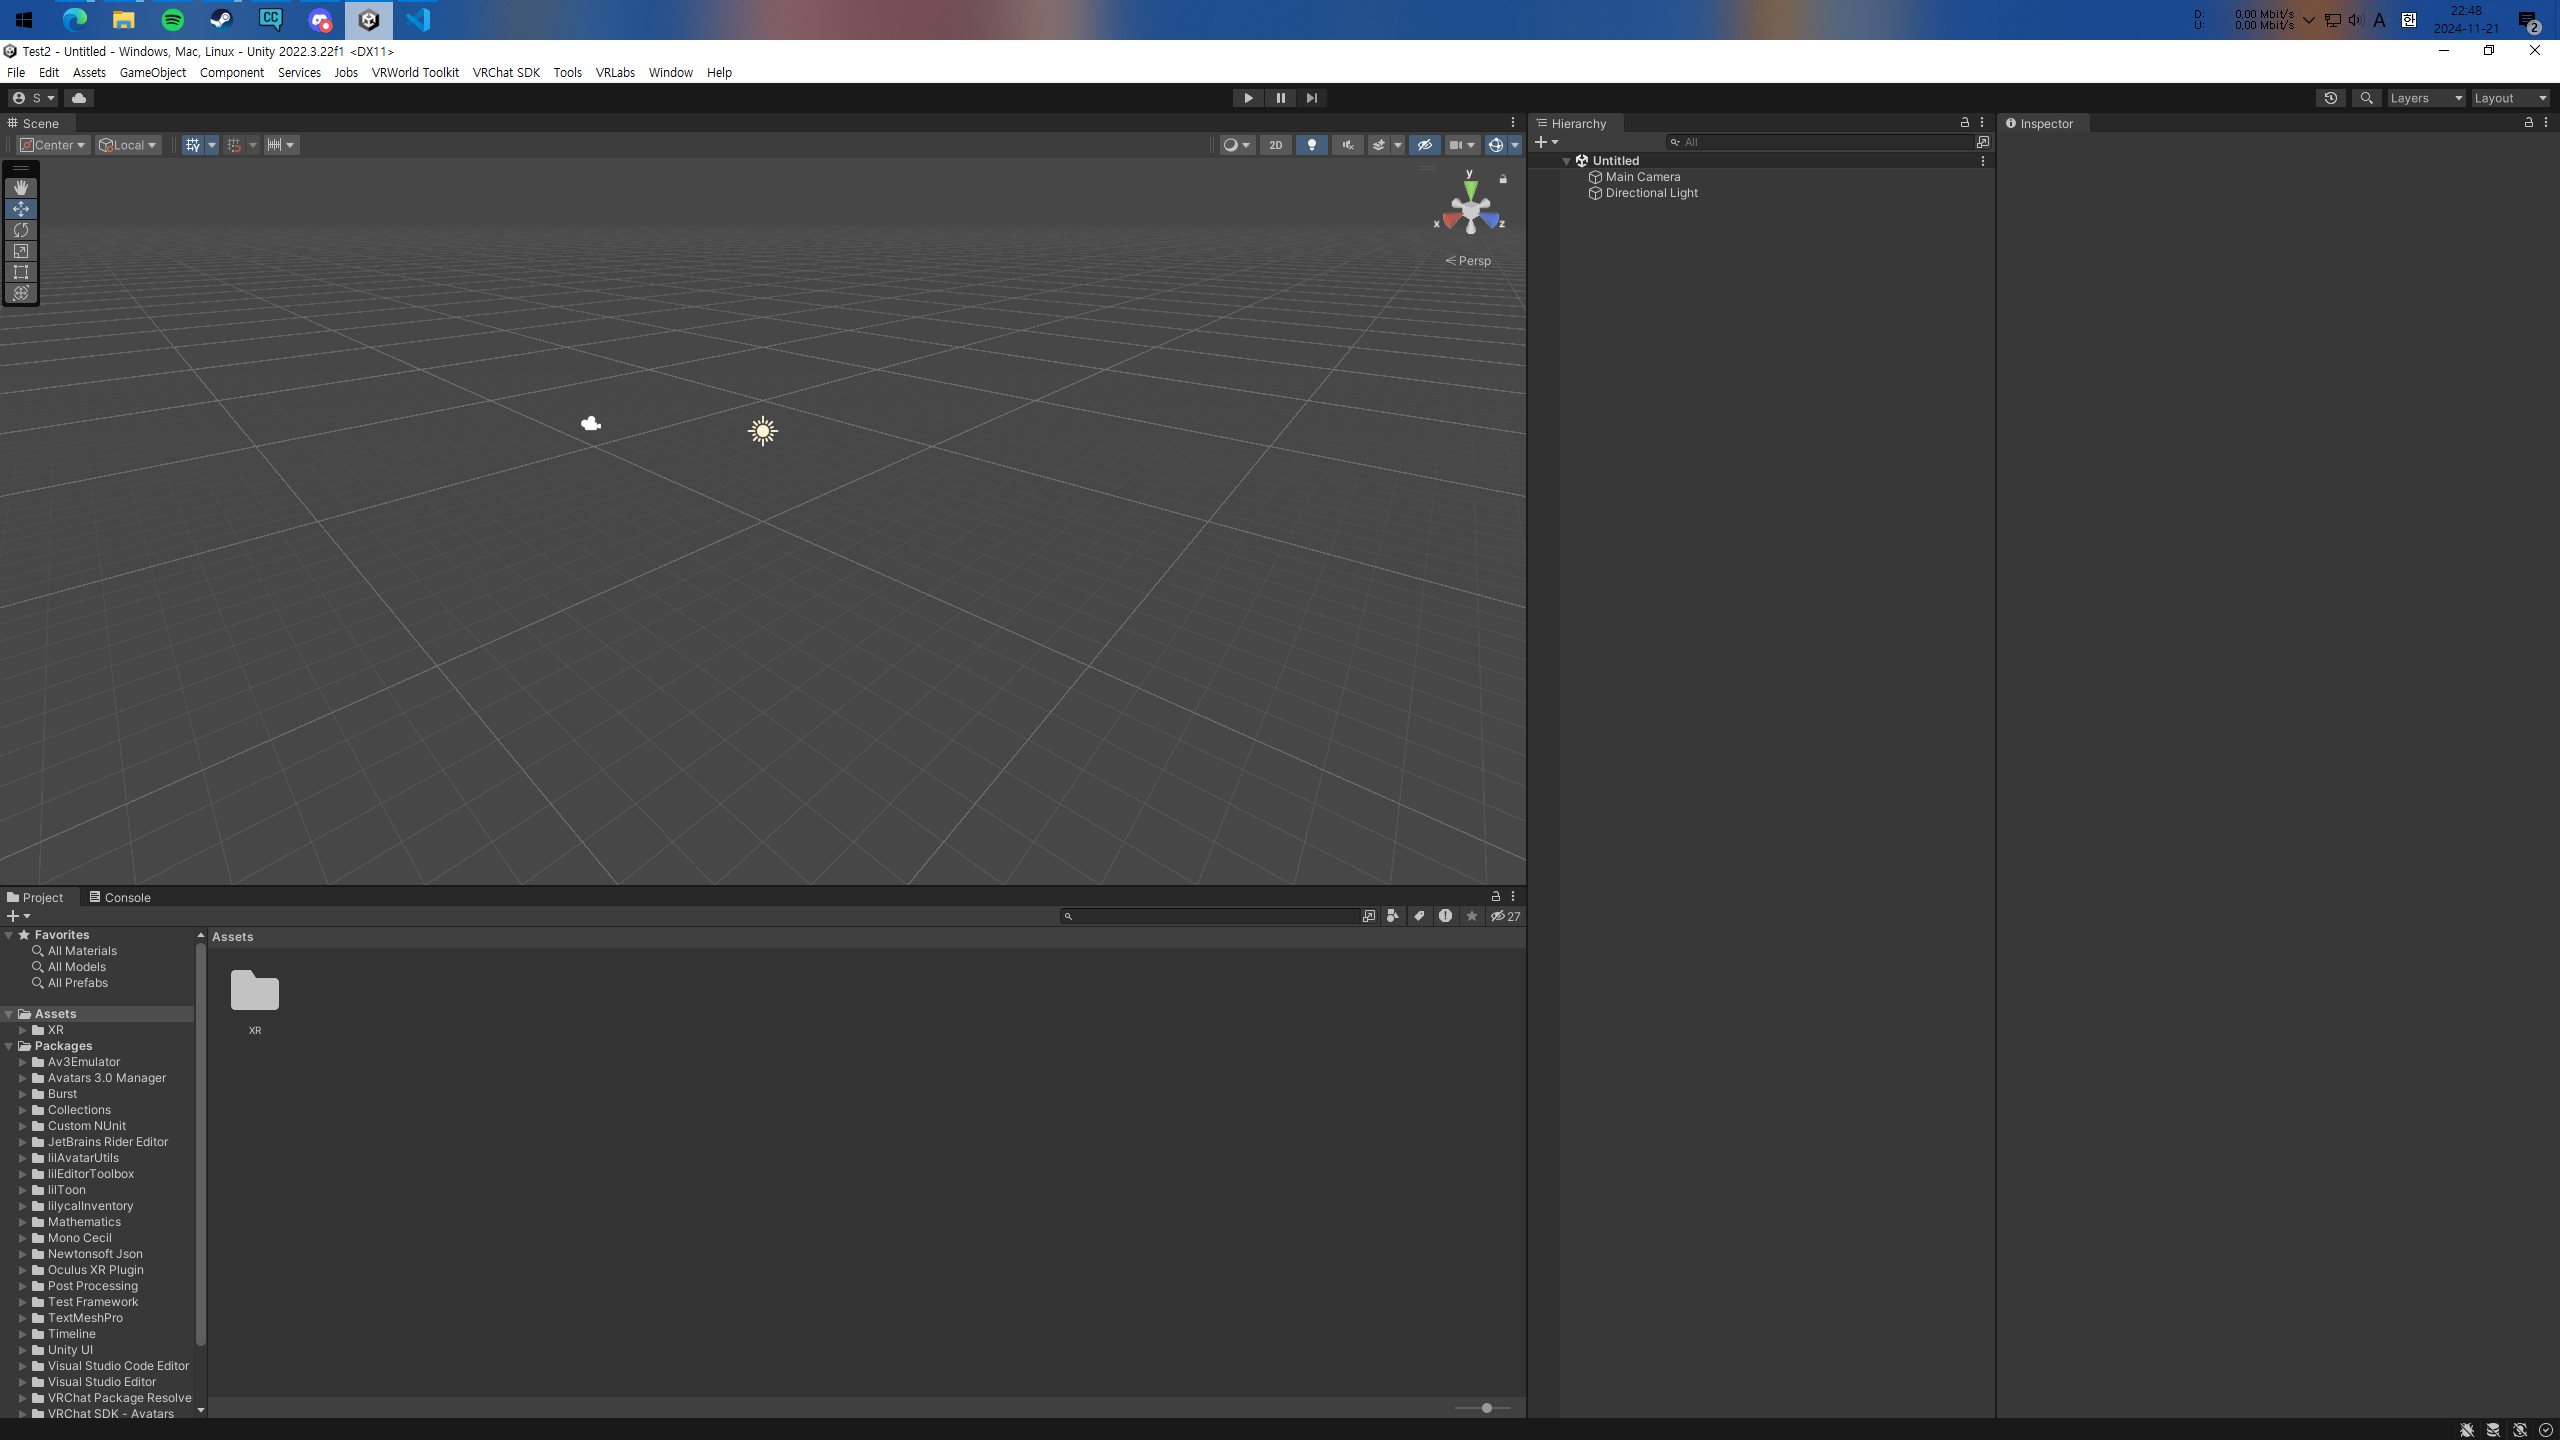 CC
D: 0,00 Mbit/s
U: 0,00 Mbit/s
A
한
22:48
2024-11-21
2
Test2 - Untitled - Windows, Mac, Linux - Unity 2022.3.22f1 <DX11>
File Edit Assets GameObject Component Services Jobs VRWorld Toolkit VRChat SDK Tools VRLabs Window Help
S
Layers
Layout
Scene
Center
Local
2D
y
x
z
Persp
Hierarchy
All
Untitled
Main Camera
Directional Light
Inspector
Project
Console
27
Favorites
All Materials
All Models
All Prefabs
Assets
XR
Packages
Av3Emulator
Avatars 3.0 Manager
Burst
Collections
Custom NUnit
JetBrains Rider Editor
lilAvatarUtils
lilEditorToolbox
lilToon
lilycalInventory
Mathematics
Mono Cecil
Newtonsoft Json
Oculus XR Plugin
Post Processing
Test Framework
TextMeshPro
Timeline
Unity UI
Visual Studio Code Editor
Visual Studio Editor
VRChat Package Resolve
VRChat SDK - Avatars
Assets
XR